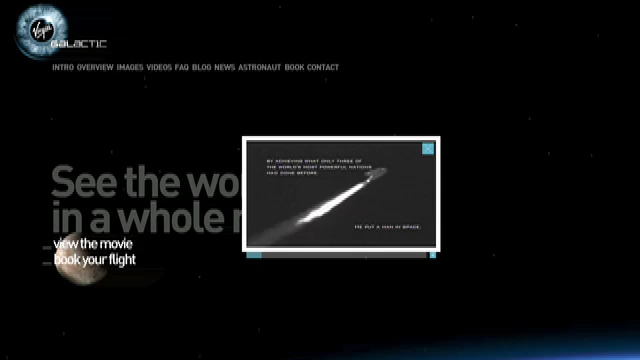 Virgin
GALACTIC
INTRO OVERVIEW IMAGES VIDEOS FAQ BLOG NEWS ASTRONAUT BOOK CONTACT
See the wo
in a whole
view the movie
book your flight
BY ACHIEVING WHAT ONLY THREE OF
THE WORLD'S MOST POWERFUL NATIONS
HAD DONE BEFORE
WE PUT A MAN IN SPACE.